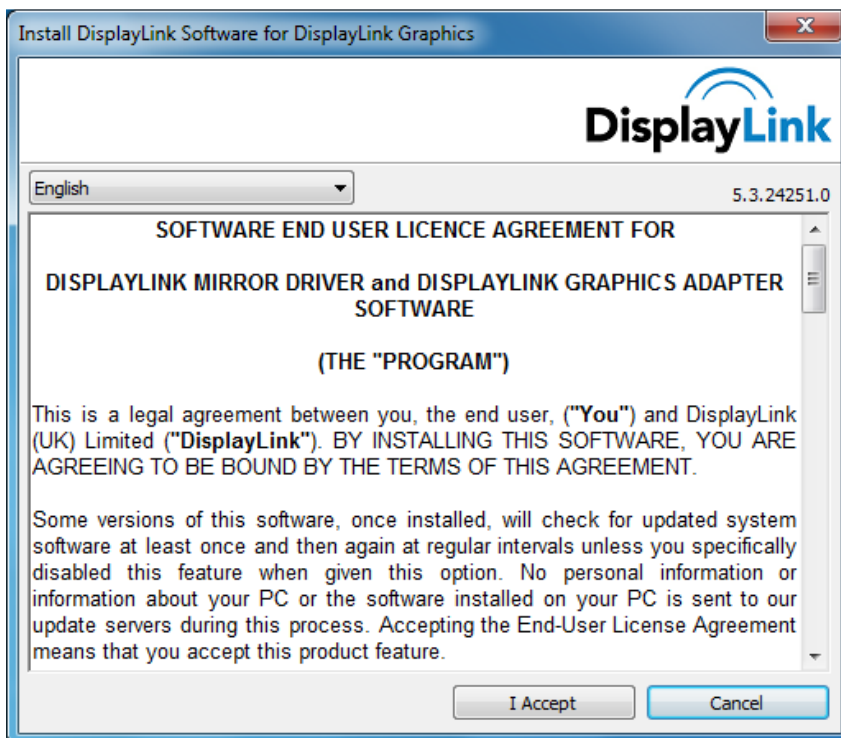 Install DisplayLink Software for DisplayLink Graphics
DisplayLink
English
5.3.24251.0
SOFTWARE END USER LICENCE AGREEMENT FOR
DISPLAYLINK MIRROR DRIVER and DISPLAYLINK GRAPHICS ADAPTER
SOFTWARE
(THE "PROGRAM")
This is a legal agreement between you, the end user, ("You") and DisplayLink
(UK) Limited ("DisplayLink"). BY INSTALLING THIS SOFTWARE, YOU ARE
AGREEING TO BE BOUND BY THE TERMS OF THIS AGREEMENT.
Some versions of this software, once installed, will check for updated system
software at least once and then again at regular intervals unless you specifically
disabled this feature when given this option. No personal information or
information about your PC or the software installed on your PC is sent to our
update servers during this process. Accepting the End-User License Agreement
means that you accept this product feature.
I Accept
Cancel